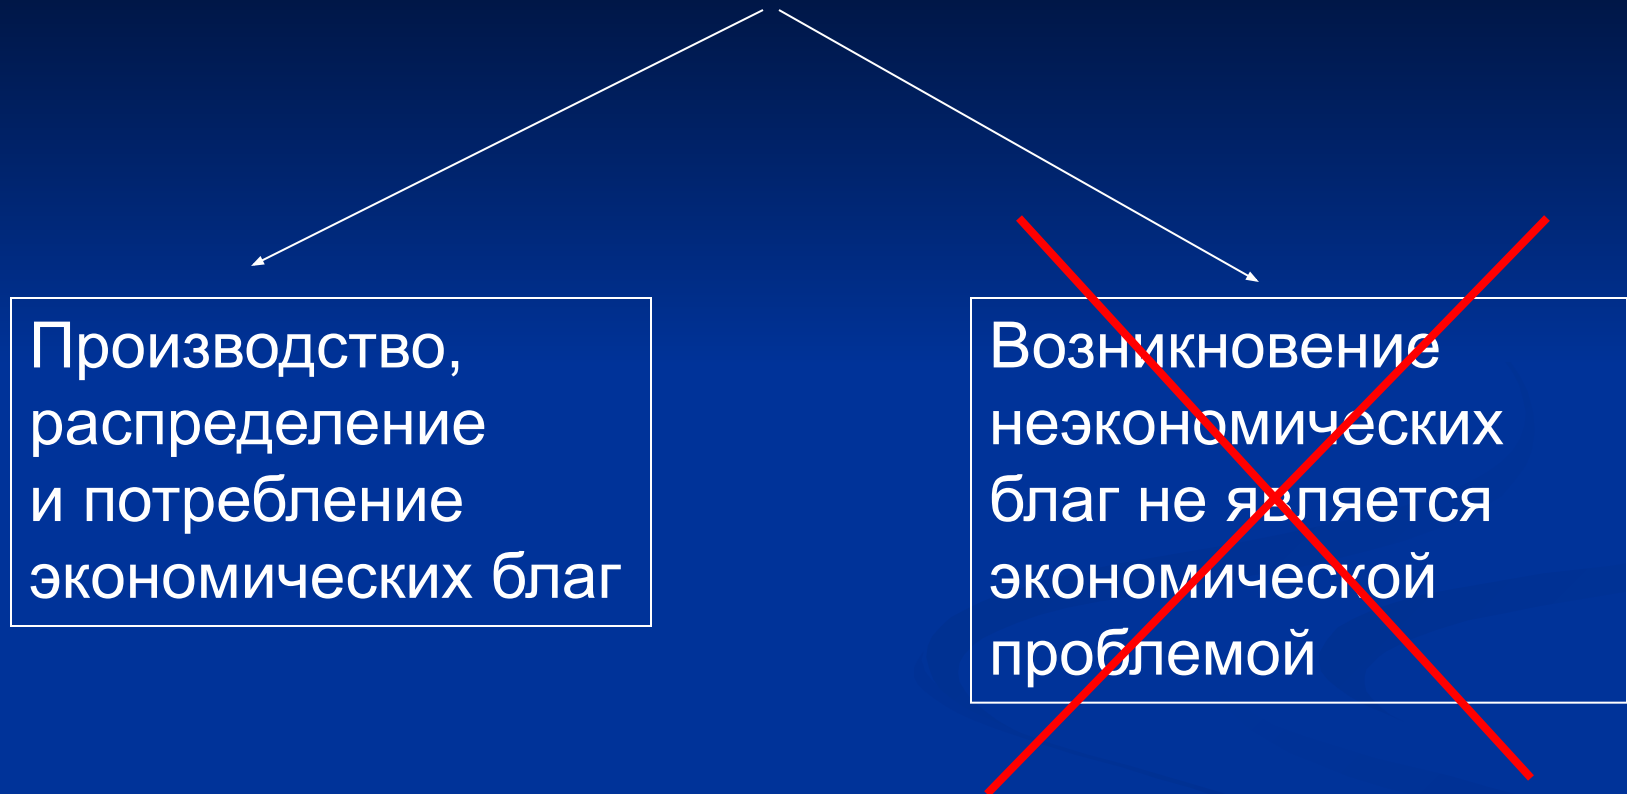 Производство,
распределение
и потребление
экономических благ
Возникновение
неэкономических
благ не является
экономической
проблемой